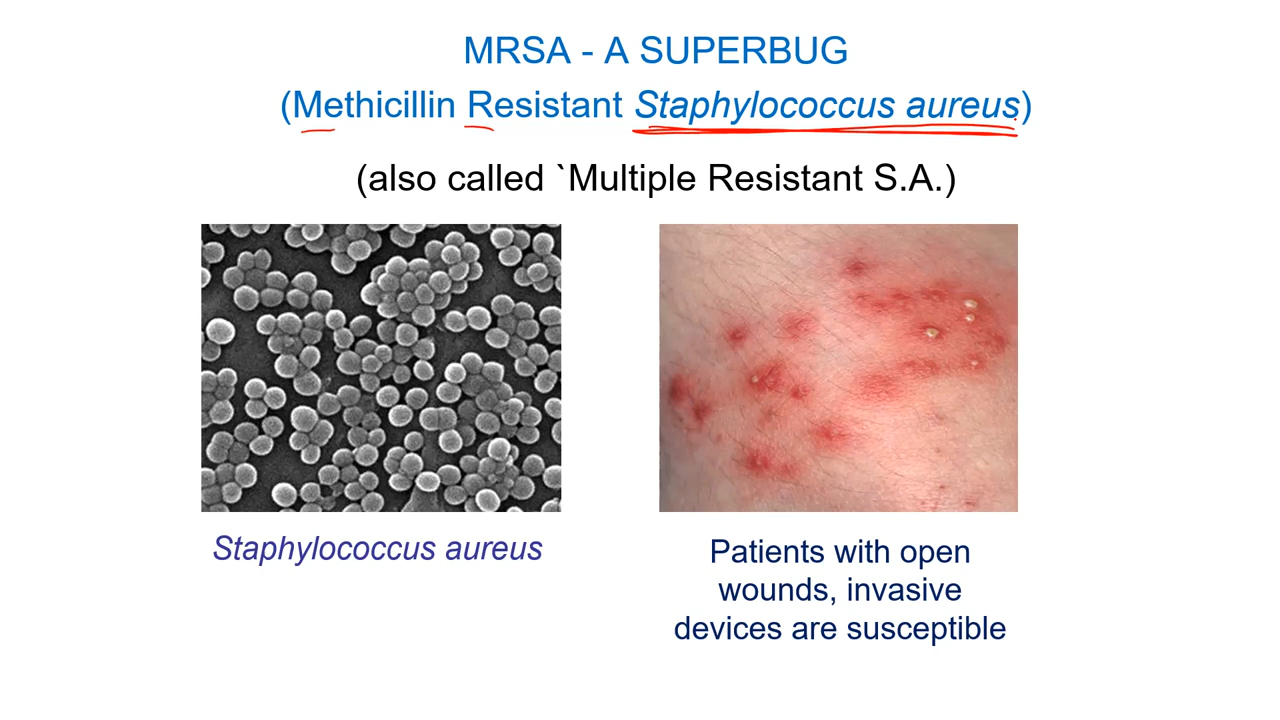 MRSA - A SUPERBUG
(Methicillin Resistant Staphylococcus aureus)
(also called `Multiple Resistant S.A.)
Staphylococcus aureus
Patients with open
wounds, invasive
devices are susceptible